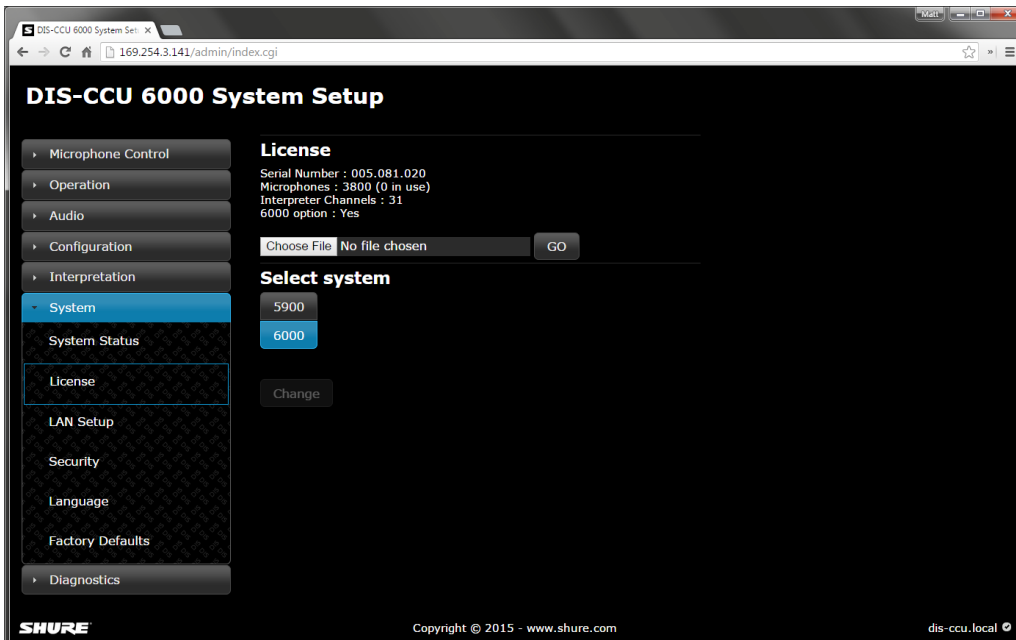 Matt
DIS-CCU 6000 System Set
169.254.3.141/admin/index.cgi
DIS-CCU 6000 System Setup
Microphone Control
Operation
Audio
Configuration
Interpretation
System
System Status
License
LAN Setup
Security
Language
Factory Defaults
Diagnostics
License
Serial Number : 005.081.020
Microphones : 3800 (0 in use)
Interpreter Channels : 31
6000 option : Yes
Choose File No file chosen GO
Select system
5900
6000
Change
SHURE Copyright © 2015 - www.shure.com dis-ccu.local